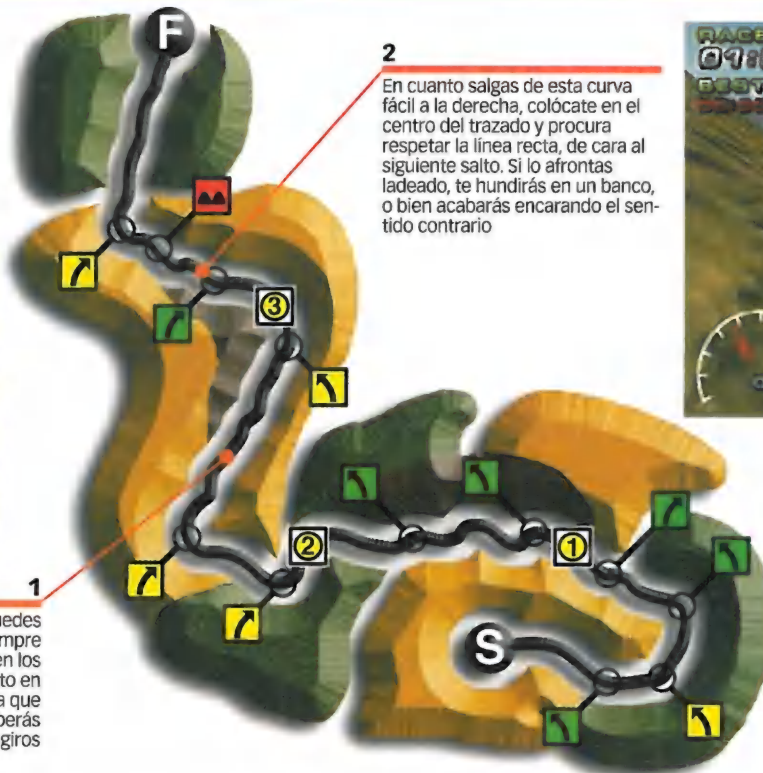 F
2
En cuanto salgas de esta curva
fácil a la derecha, colócate en el
centro del trazado y procura
respetar la línea recta, de cara al
siguiente salto. Si lo afrontas
ladeado, te hundirás en un banco,
o bien acabarás encarando el sen-
tido contrario
RACE
3
2
1
S
1
uedes
mpre
en los
to en
a que
berás
giros